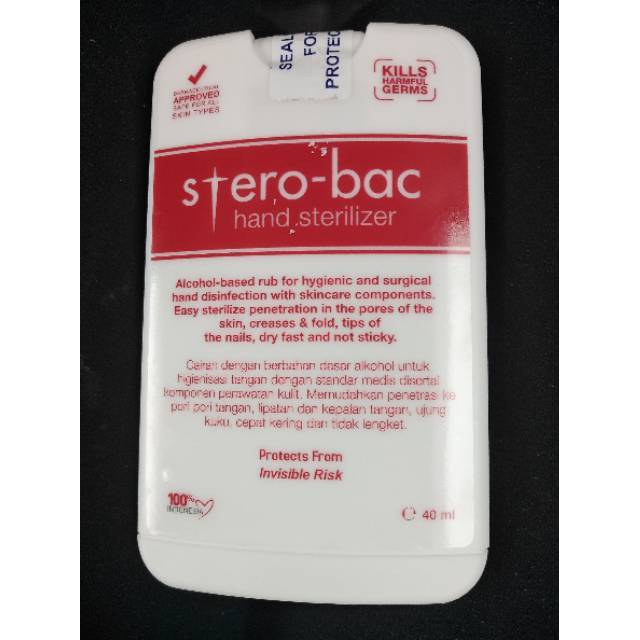 SEAL
FOR
PROTEC
APPROVED
SAFE FOR ALL
SKIN TYPES
KILLS
HARMFUL
GERMS
stero-bac
hand sterilizer
Alcohol-based rub for hygienic and surgical
hand disinfection with skincare components.
Easy sterilize penetration in the pores of the
skin, creases & fold, tips of
the nails, dry fast and not sticky.
Cairan dengan berbahan dasar alkohol untuk
higienisasi tangan dengan standar medis disertai
komponen perawatan kulit. Memudahkan penetrasi ke
pori pori tangan, lipatan dan kepalan tangan, ujung
kuku, cepat kering dan tidak lengket.
Protects From
Invisible Risk
100%
INDONESIA
℮ 40 ml